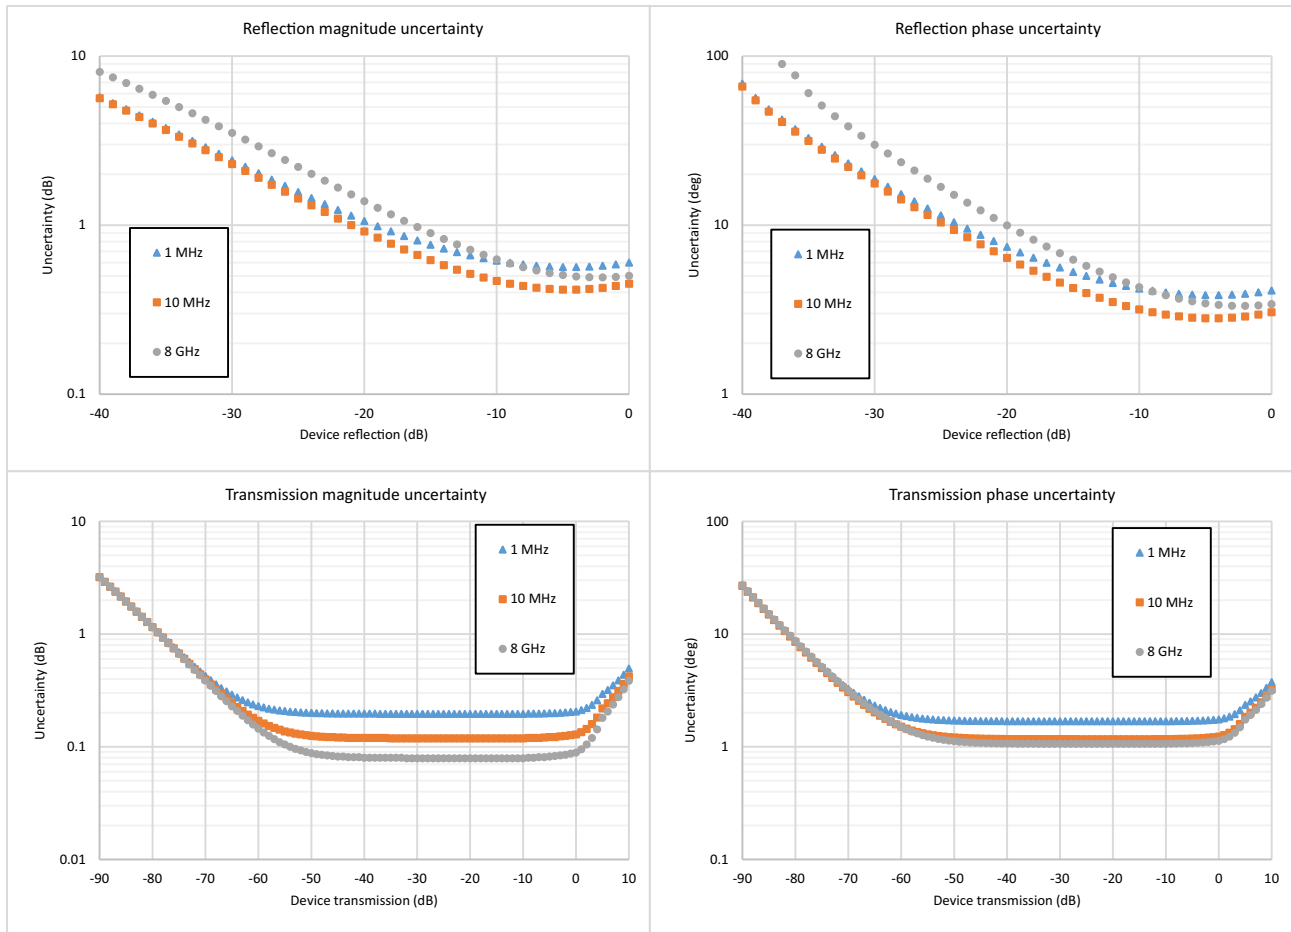 Reflection magnitude uncertainty
10
1
0.1
Uncertainty (dB)
1 MHz
10 MHz
8 GHz
-40 -30 -20 -10 0
Device reflection (dB)
Reflection phase uncertainty
100
10
1
Uncertainty (deg)
1 MHz
10 MHz
8 GHz
-40 -30 -20 -10 0
Device reflection (dB)
Transmission magnitude uncertainty
10
1
0.1
0.01
Uncertainty (dB)
1 MHz
10 MHz
8 GHz
-90 -80 -70 -60 -50 -40 -30 -20 -10 0 10
Device transmission (dB)
Transmission phase uncertainty
100
10
1
0.1
Uncertainty (deg)
1 MHz
10 MHz
8 GHz
-90 -80 -70 -60 -50 -40 -30 -20 -10 -0 10
Device transmission (dB)